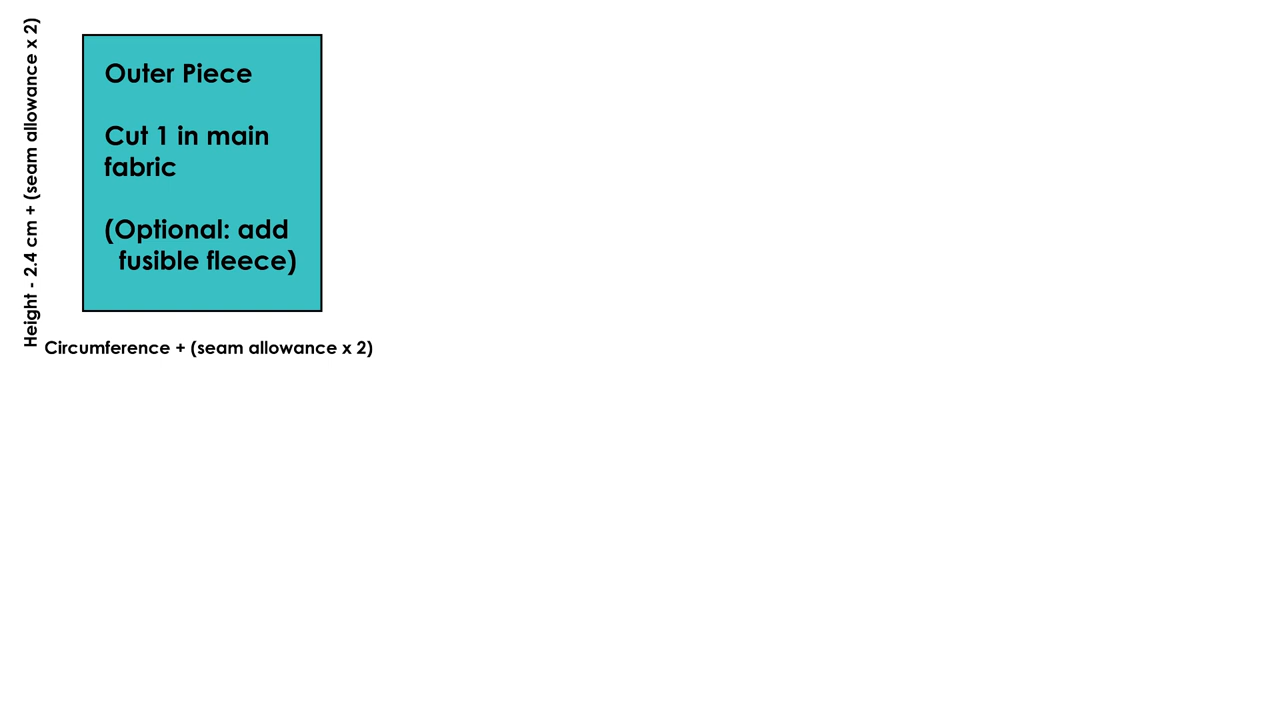 Height - 2.4 cm + (seam allowance x 2)
Outer Piece
Cut 1 in main
fabric
(Optional: add
fusible fleece)
Circumference + (seam allowance x 2)